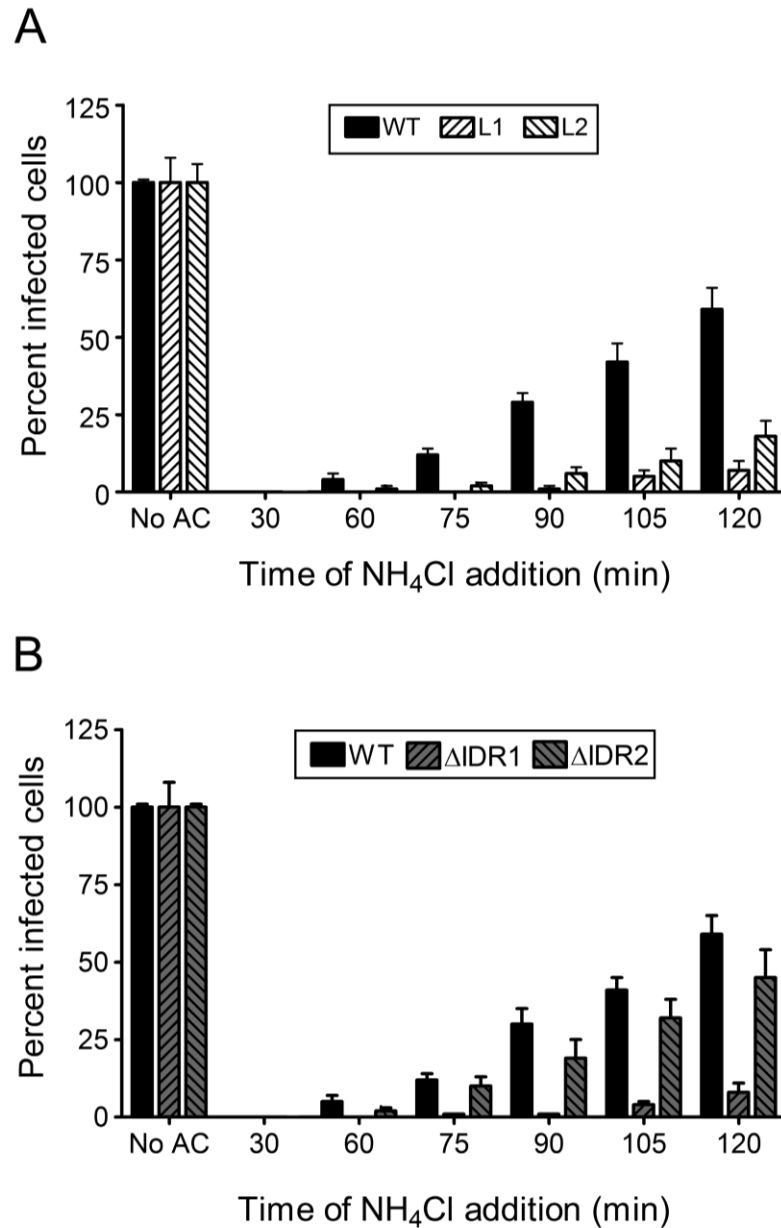 A
125
100
75
50
25
0
Percent infected cells
WT L1 L2
No AC 30 60 75 90 105 120
Time of NH₄Cl addition (min)
B
125
100
75
50
25
0
Percent infected cells
WT ΔIDR1 ΔIDR2
No AC 30 60 75 90 105 120
Time of NH₄Cl addition (min)